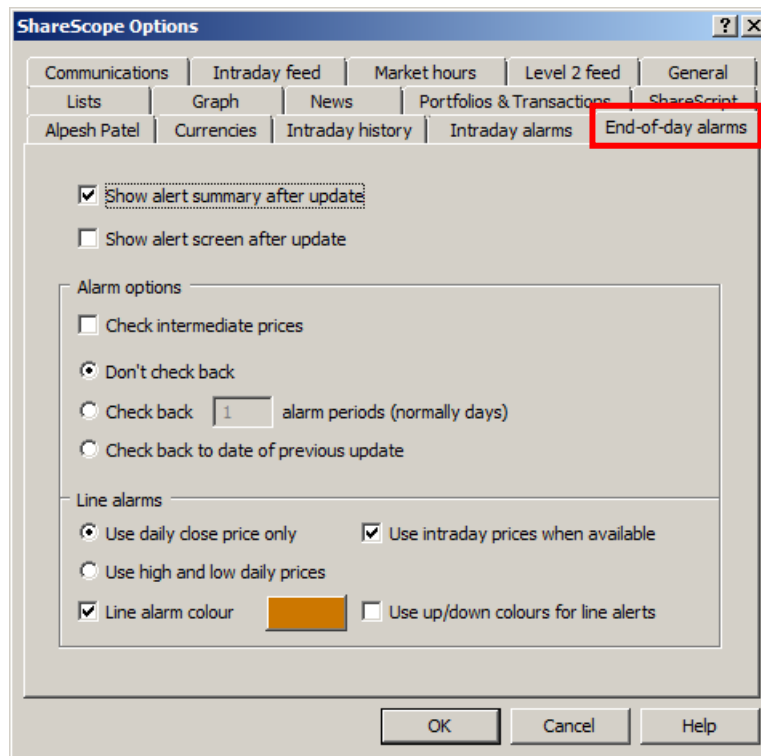 ShareScope Options
Communications Intraday feed Market hours Level 2 feed General
Lists Graph News Portfolios & Transactions ShareScript
Alpesh Patel Currencies Intraday history Intraday alarms End-of-day alarms
Show alert summary after update
Show alert screen after update
Alarm options
Check intermediate prices
Don't check back
Check back 1 alarm periods (normally days)
Check back to date of previous update
Line alarms
Use daily close price only Use intraday prices when available
Use high and low daily prices
Line alarm colour Use up/down colours for line alerts
OK Cancel Help